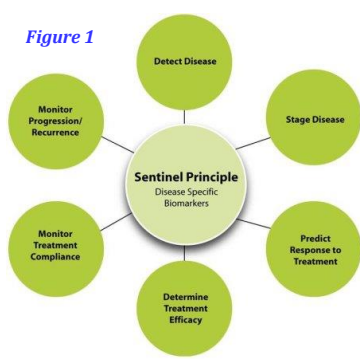 Figure 1
Detect Disease
Stage Disease
Predict
Response to
Treatment
Determine
Treatment
Efficacy
Monitor
Treatment
Compliance
Monitor
Progression/
Recurrence
Sentinel Principle
Disease Specific
Biomarkers